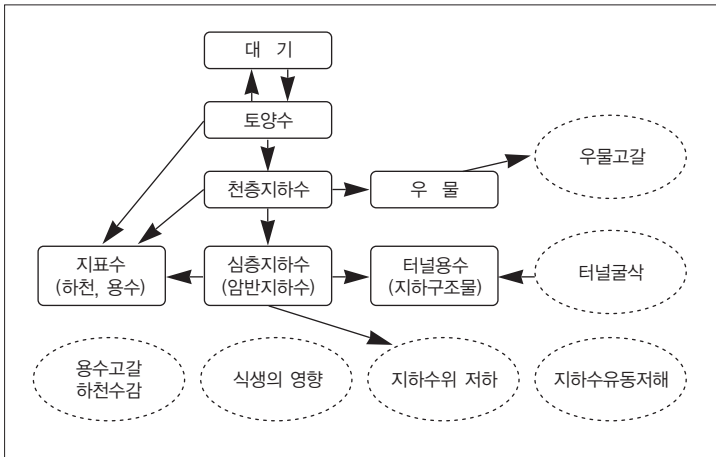 대 기
토양수
우물고갈
천층지하수
우 물
지표수
(하천, 용수)
심층지하수
(암반지하수)
터널용수
(지하구조물)
터널굴삭
용수고갈
하천수감
식생의 영향
지하수위 저하
지하수유동저해